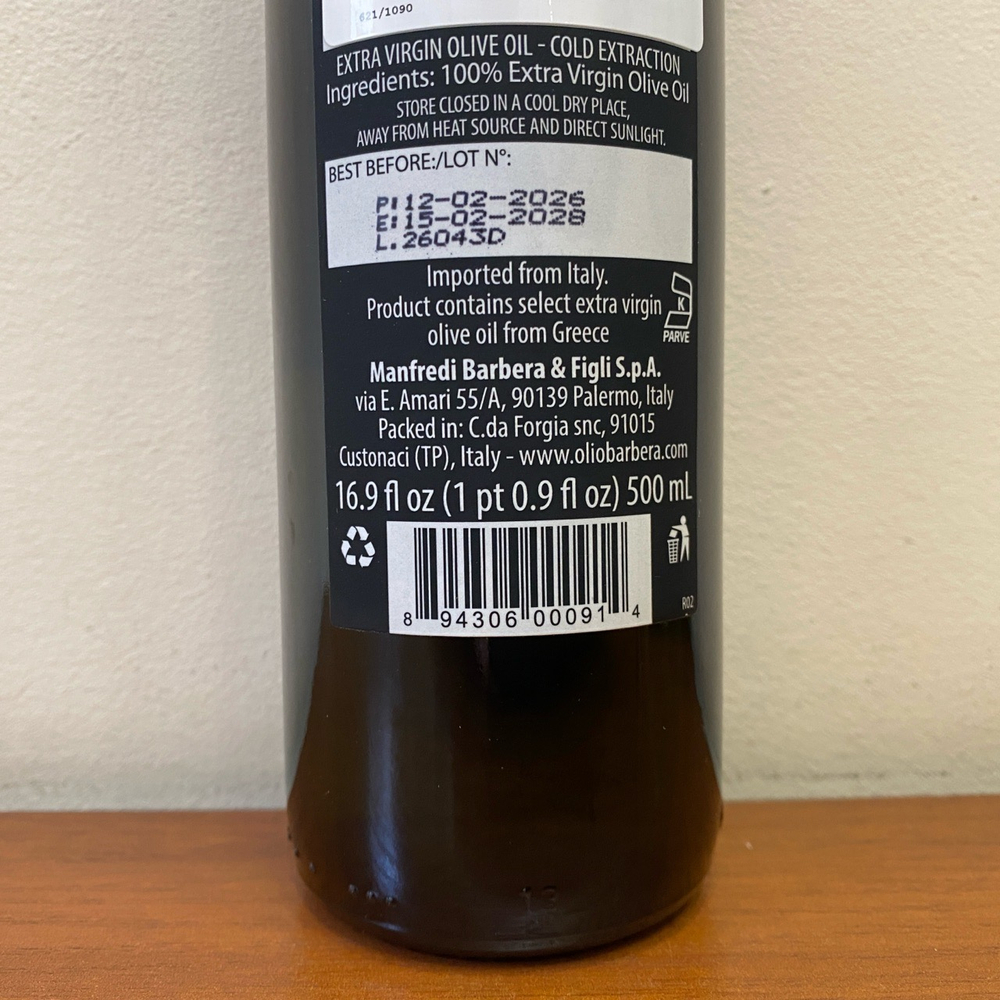 621/1090
EXTRA VIRGIN OLIVE OIL - COLD EXTRACTION
Ingredients: 100% Extra Virgin Olive Oil
STORE CLOSED IN A COOL DRY PLACE,
AWAY FROM HEAT SOURCE AND DIRECT SUNLIGHT.
BEST BEFORE:/LOT N°:
P:12-02-2026
E:15-02-2028
L.26043D
Imported from Italy.
Product contains select extra virgin
olive oil from Greece
K
PARVE
Manfredi Barbera & Figli S.p.A.
via E. Amari 55/A, 90139 Palermo, Italy
Packed in: C.da Forgia snc, 91015
Custonaci (TP), Italy - www.oliobarbera.com
16.9 fl oz (1 pt 0.9 fl oz) 500 mL
8 94306 00091 4
R02